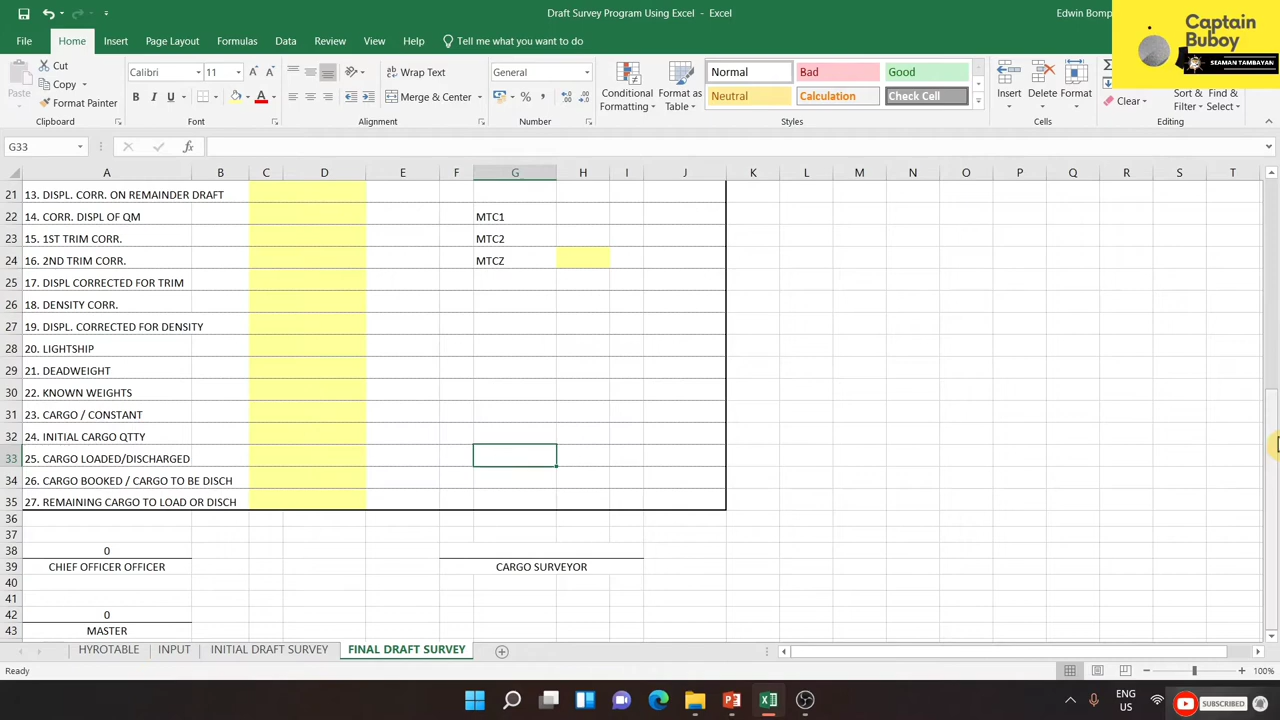 Draft Survey Program Using Excel - Excel
Edwin Bomp
Captain
Buboy
SEAMAN TAMBAYAN
File Home Insert Page Layout Formulas Data Review View Help Tell me what you want to do
Paste
Cut
Copy
Format Painter
Calibri 11
B I U
Wrap Text
Merge & Center
General
Conditional
Formatting
Format as
Table
Normal Bad Good
Neutral Calculation Check Cell
Insert Delete Format
Clear
Sort &
Filter
Find &
Select
Clipboard Font Alignment Number Styles Cells Editing
G33
A B C D E F G H I J K L M N O P Q R S T
21 13. DISPL. CORR. ON REMAINDER DRAFT
22 14. CORR. DISPL OF QM MTC1
23 15. 1ST TRIM CORR. MTC2
24 16. 2ND TRIM CORR. MTCZ
25 17. DISPL CORRECTED FOR TRIM
26 18. DENSITY CORR.
27 19. DISPL. CORRECTED FOR DENSITY
28 20. LIGHTSHIP
29 21. DEADWEIGHT
30 22. KNOWN WEIGHTS
31 23. CARGO / CONSTANT
32 24. INITIAL CARGO QTTY
33 25. CARGO LOADED/DISCHARGED
34 26. CARGO BOOKED / CARGO TO BE DISCH
35 27. REMAINING CARGO TO LOAD OR DISCH
36
37
38 0
39 CHIEF OFFICER OFFICER CARGO SURVEYOR
40
41
42 0
43 MASTER
HYROTABLE INPUT INITIAL DRAFT SURVEY FINAL DRAFT SURVEY
Ready 100%
ENG
US
SUBSCRIBED